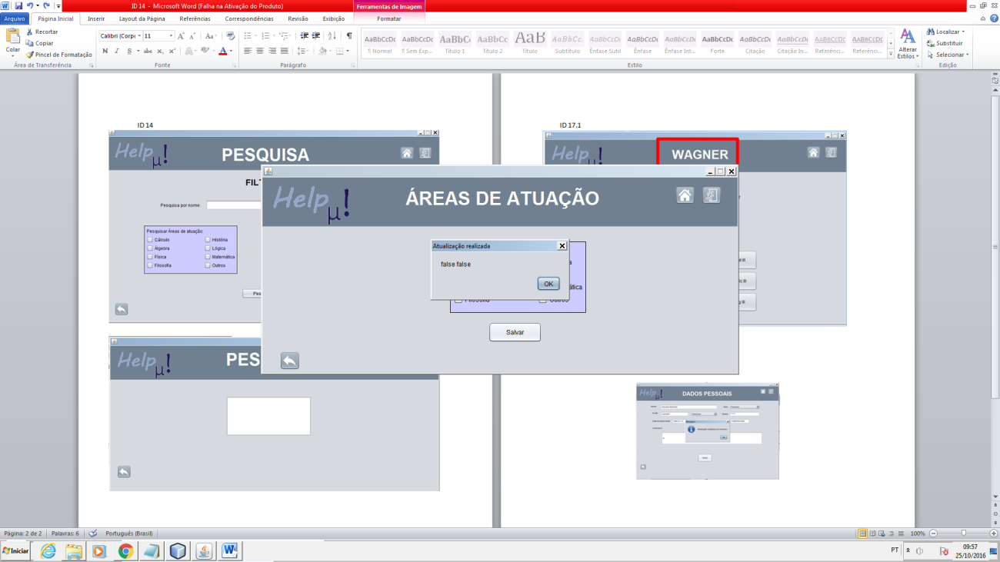 ID 14 - Microsoft Word (Falha na Ativação do Produto)
Ferramentas de Imagem
Arquivo Página Inicial Inserir Layout da Página Referências Correspondências Revisão Exibição Formatar
Colar
Recortar
Copiar
Pincel de Formatação
Calibri (Corpo 11
AaBbCcDc AaBbCcDc AaBbC AaBbCc AaB AaBbCc. AaBbCcDc AaBbCcDc AaBbCcDc AaBbCcDc AaBbCcDc AaBbCcDc AABBCCDC AABBCCDC
¶ Normal ¶ Sem Esp... Título 1 Título 2 Título Subtítulo Ênfase Sutil Ênfase Ênfase Int... Forte Citação Citação In... Referênci... Referênci...
Alterar Estilos
Localizar
Substituir
Selecionar
Área de Transferência Fonte Parágrafo Estilo Edição
ID 14
Help µ!
PESQUISA
FIL
Pesquisa por nome:
Pesquisar Áreas de atuação:
Cálculo História
Álgebra Lógica
Física Matemática
Filosofia Outros
Pes
Help µ!
PES
ID 17.1
Help µ!
WAGNER
Help µ!
ÁREAS DE ATUAÇÃO
Atualização realizada
false false
OK
ática
Filosofia Outros
Salvar
Help µ!
DADOS PESSOAIS
Página: 2 de 2 Palavras: 6 Português (Brasil) 100%
Iniciar
PT
09:57
25/10/2016